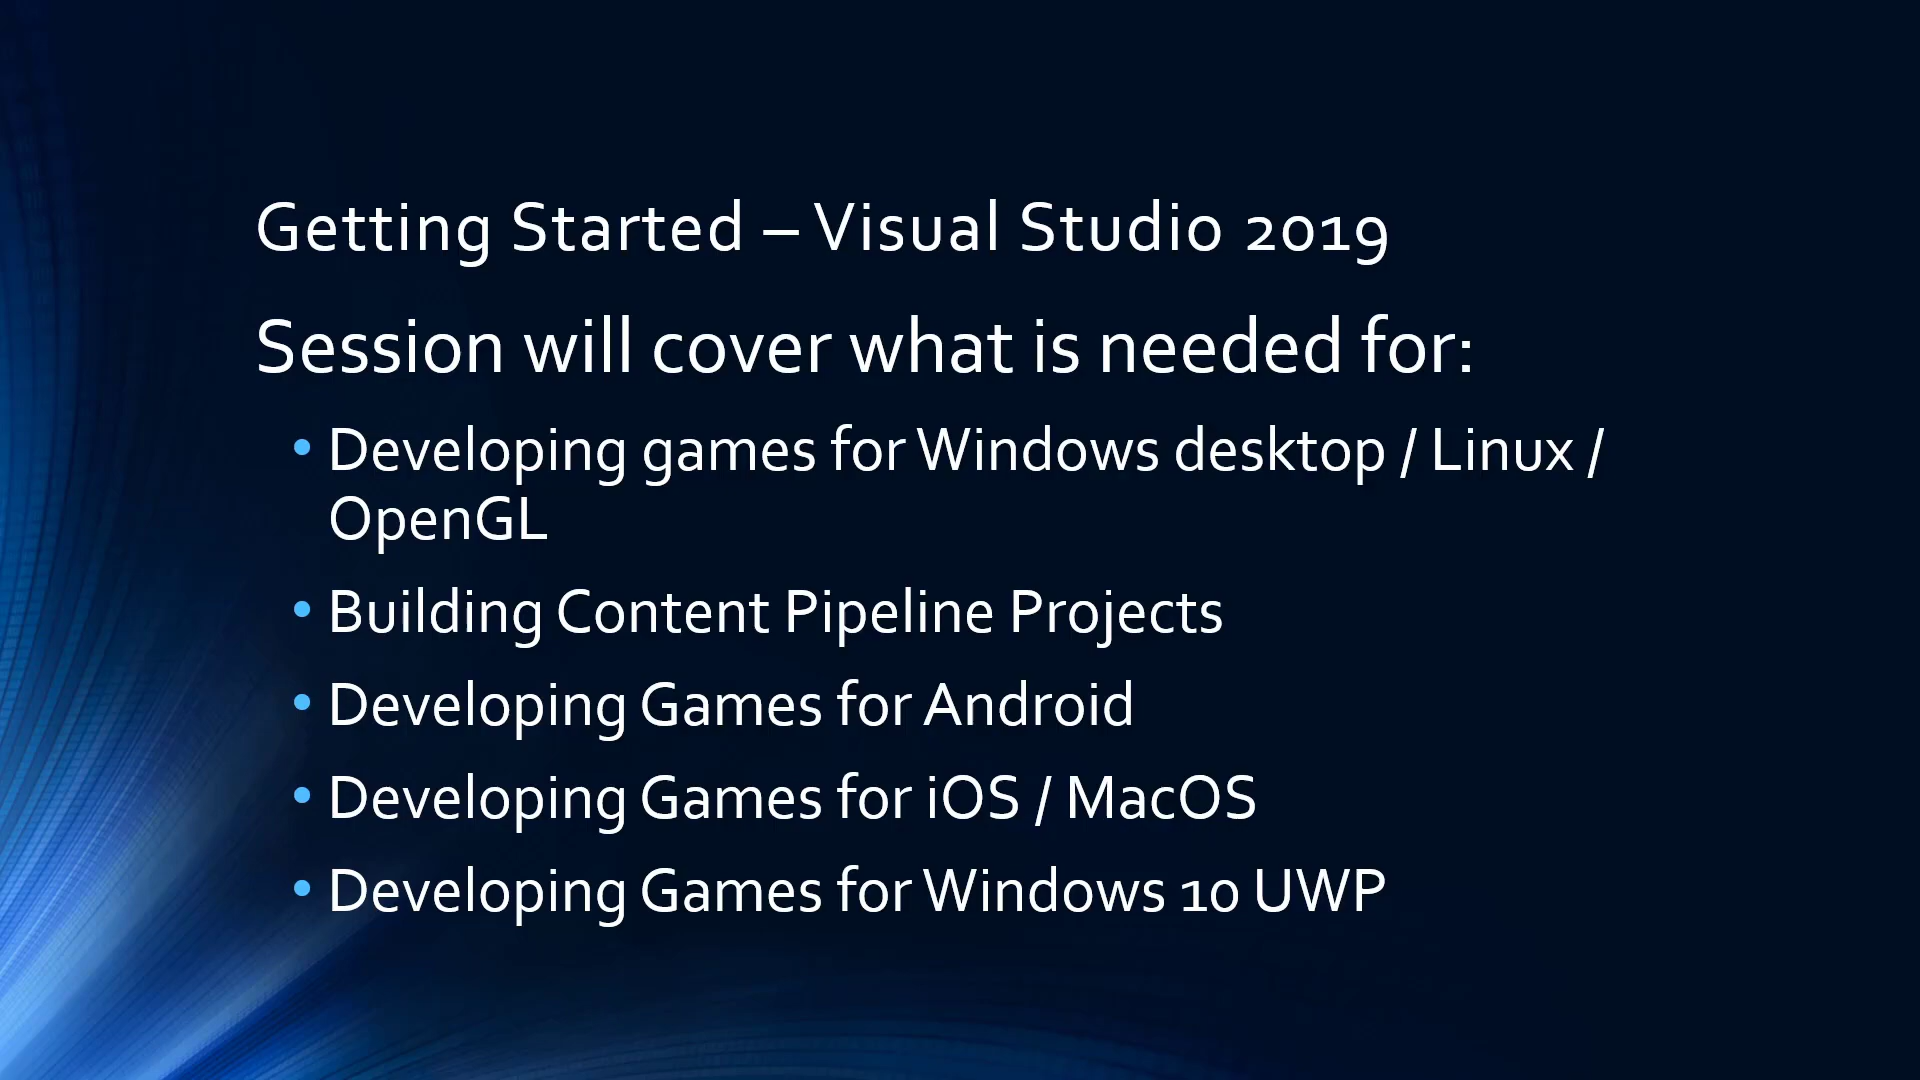 Getting Started – Visual Studio 2019
Session will cover what is needed for:
• Developing games for Windows desktop / Linux /
OpenGL
• Building Content Pipeline Projects
• Developing Games for Android
• Developing Games for iOS / MacOS
• Developing Games for Windows 10 UWP